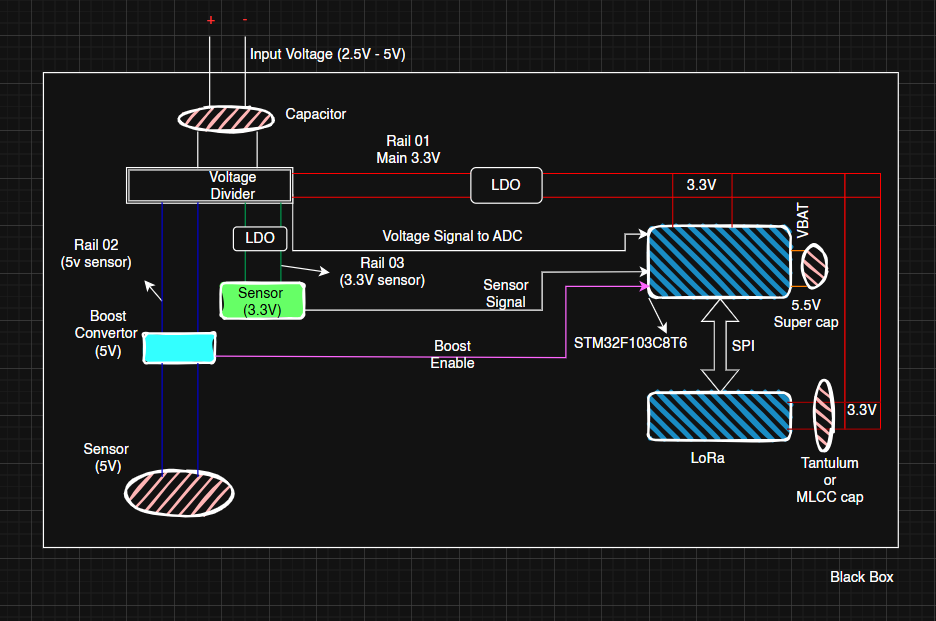 + -
Input Voltage (2.5V - 5V)
Capacitor
Rail 01
Main 3.3V
Voltage
Divider
LDO
3.3V
VBAT
LDO
Voltage Signal to ADC
Rail 02
(5v sensor)
Rail 03
(3.3V sensor)
Sensor
(3.3V)
Sensor
Signal
5.5V
Super cap
Boost
Convertor
(5V)
STM32F103C8T6
SPI
Boost
Enable
3.3V
Sensor
(5V)
LoRa
Tantulum
or
MLCC cap
Black Box